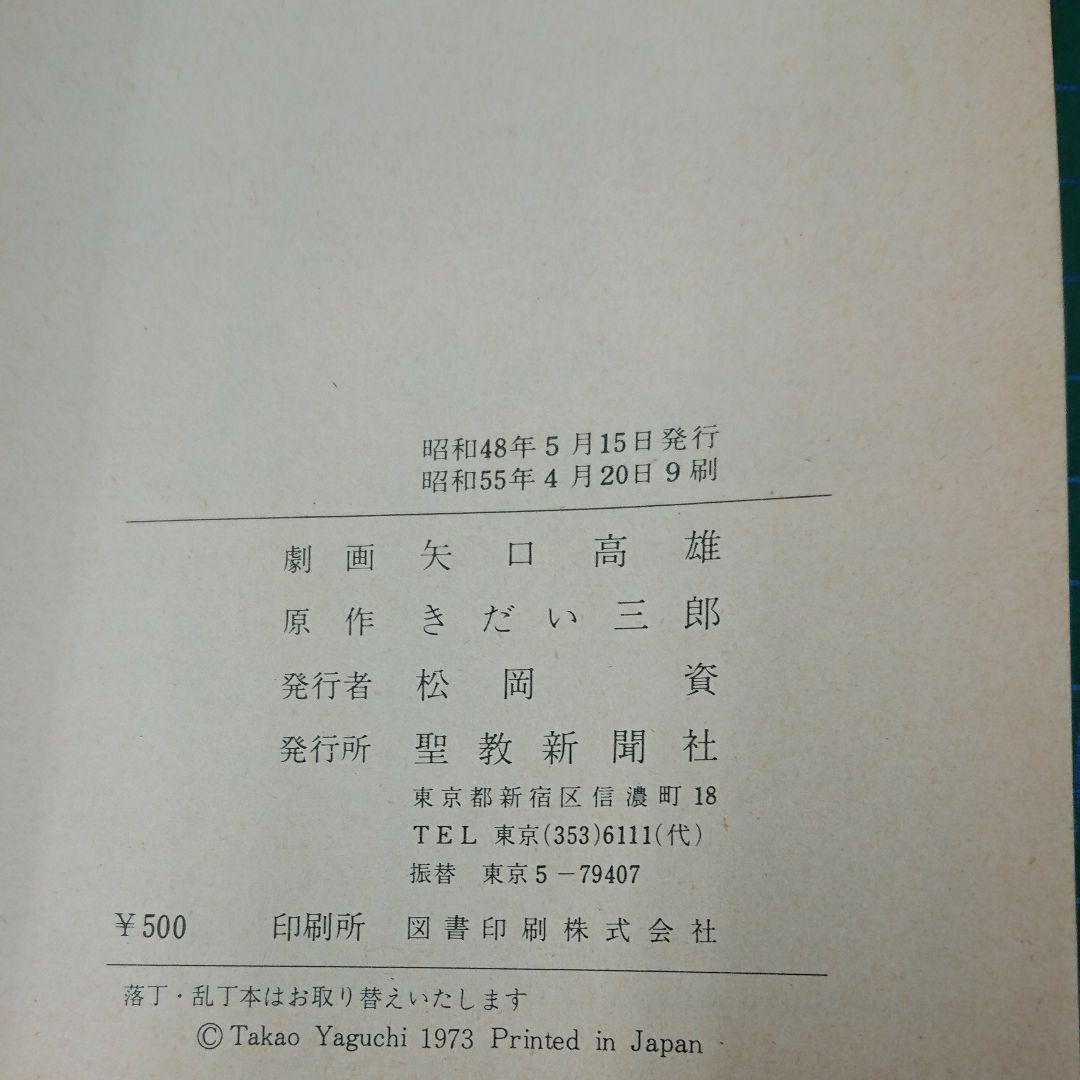 昭和48年5月15日発行
昭和55年4月20日9刷
劇画 矢口高雄
原作 きだい三郎
発行者 松岡 資
発行所 聖教新聞社
東京都新宿区信濃町18
TEL 東京(353)6111(代)
振替 東京5-79407
¥500 印刷所 図書印刷株式会社
落丁・乱丁本はお取り替えいたします
©Takao Yaguchi 1973 Printed in Japan